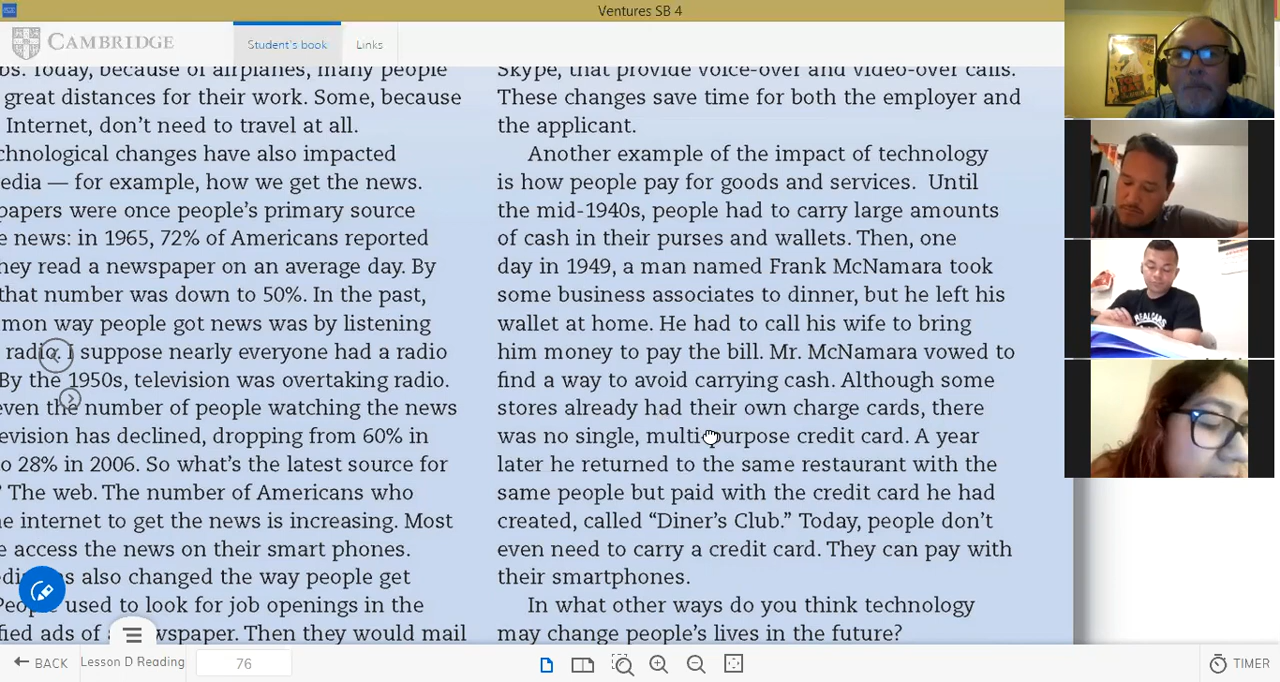 Ventures SB 4
CAMBRIDGE
Student's book
Links
bs. Today, because of airplanes, many people
great distances for their work. Some, because
Internet, don't need to travel at all.
chnological changes have also impacted
edia — for example, how we get the news.
papers were once people's primary source
e news: in 1965, 72% of Americans reported
hey read a newspaper on an average day. By
that number was down to 50%. In the past,
mon way people got news was by listening
radio. I suppose nearly everyone had a radio
By the 1950s, television was overtaking radio.
even the number of people watching the news
levision has declined, dropping from 60% in
o 28% in 2006. So what's the latest source for
The web. The number of Americans who
e internet to get the news is increasing. Most
e access the news on their smart phones.
also changed the way people get
used to look for job openings in the
fied ads of a newspaper. Then they would mail
Skype, that provide voice-over and video-over calls.
These changes save time for both the employer and
the applicant.
Another example of the impact of technology
is how people pay for goods and services. Until
the mid-1940s, people had to carry large amounts
of cash in their purses and wallets. Then, one
day in 1949, a man named Frank McNamara took
some business associates to dinner, but he left his
wallet at home. He had to call his wife to bring
him money to pay the bill. Mr. McNamara vowed to
find a way to avoid carrying cash. Although some
stores already had their own charge cards, there
was no single, multi-purpose credit card. A year
later he returned to the same restaurant with the
same people but paid with the credit card he had
created, called “Diner's Club.” Today, people don't
even need to carry a credit card. They can pay with
their smartphones.
In what other ways do you think technology
may change people's lives in the future?
BACK
Lesson D Reading
76
TIMER